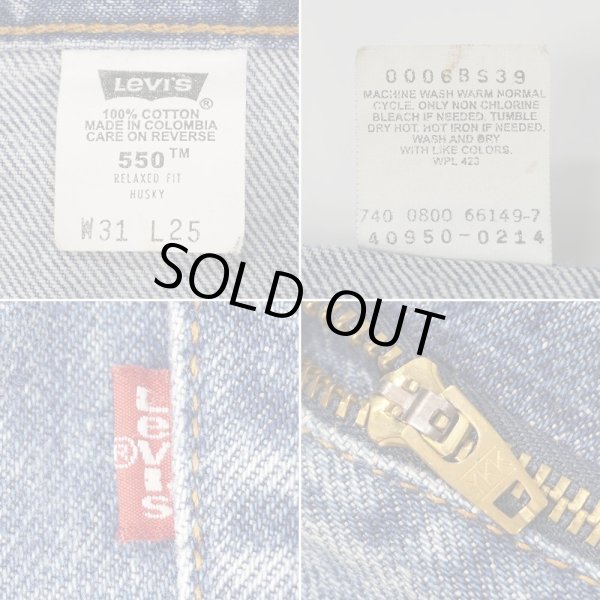 Levi's ®
100% COTTON
MADE IN COLOMBIA
CARE ON REVERSE
550™
RELAXED FIT
HUSKY
W31 L25
0006BS39
MACHINE WASH WARM NORMAL
CYCLE. ONLY NON CHLORINE
BLEACH IF NEEDED. TUMBLE
DRY HOT. HOT IRON IF NEEDED.
WASH AND DRY
WITH LIKE COLORS.
WPL 423
740 0800 66149-7
40950-0214
SOLD OUT
Levi's ®
YKK